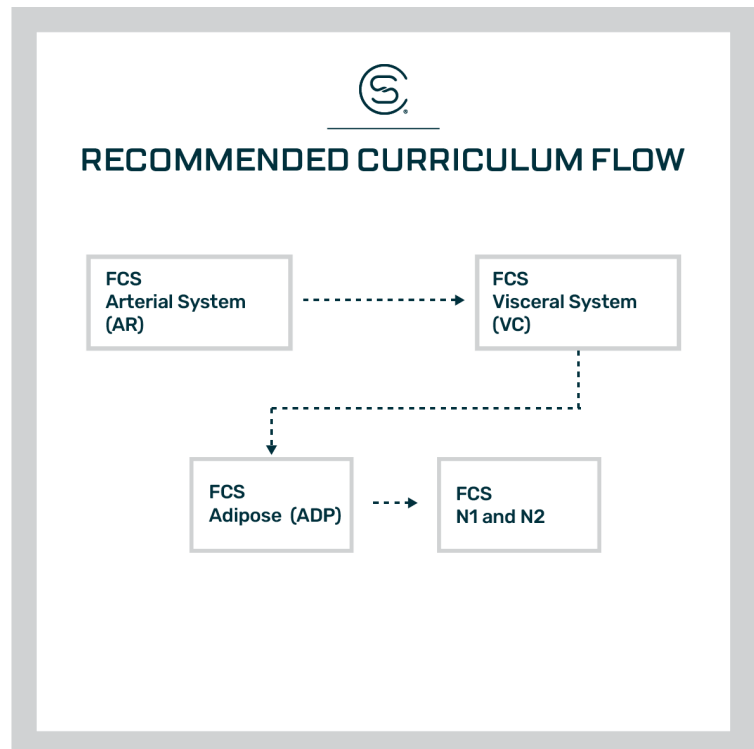 RECOMMENDED CURRICULUM FLOW
FCS
Arterial System
(AR)
FCS
Visceral System
(VC)
FCS
Adipose (ADP)
FCS
N1 and N2